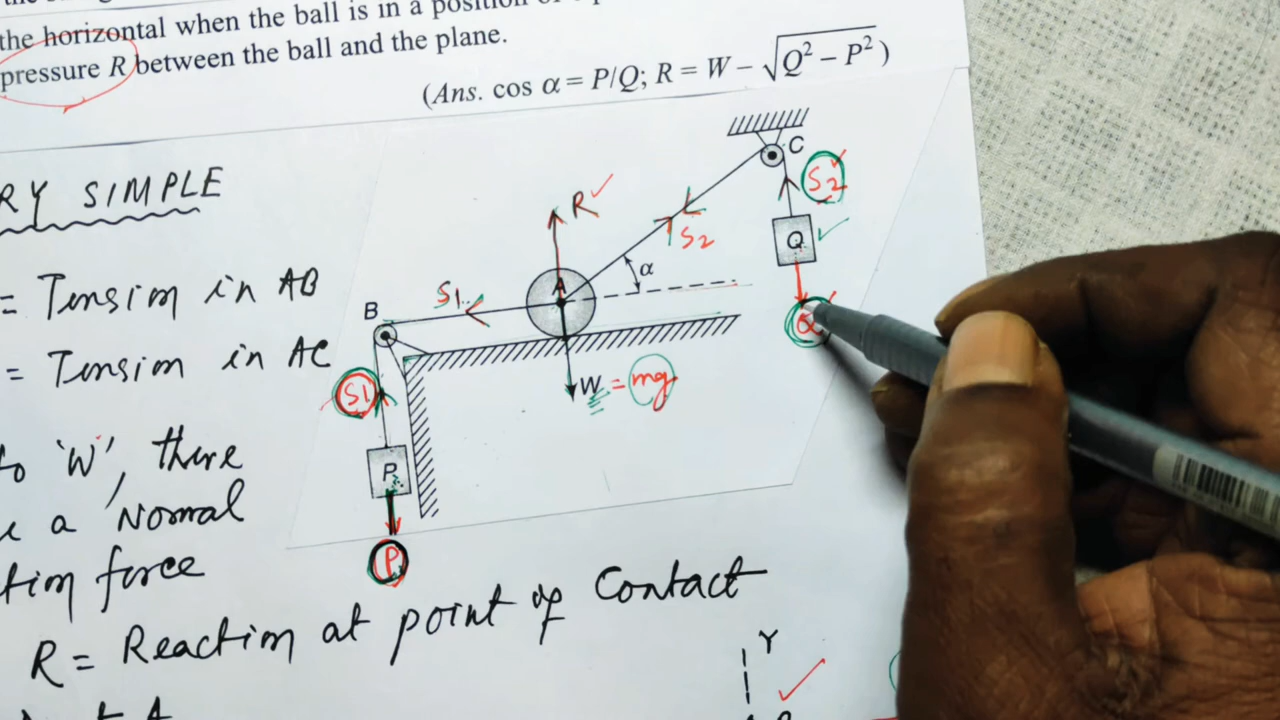 the horizontal when the ball is in a position of
pressure R between the ball and the plane.
(Ans. cos α = P/Q; R = W − √Q² − P² )
RY SIMPLE
= Tension in AB
= Tension in AC
to 'W', there
a Normal
force
R = Reaction at point of Contact
C
S2
R
S2
Q
α
A
S1
B
Q
W = mg
S1
P
P
Y
A